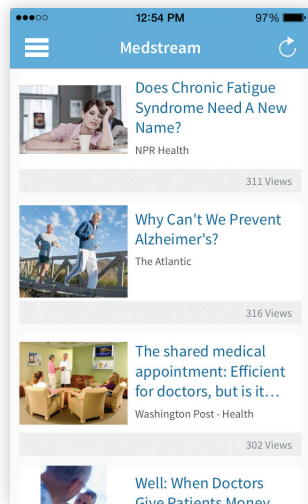 12:54 PM
97%
Medstream
Does Chronic Fatigue
Syndrome Need A New
Name?
NPR Health
311 Views
Why Can't We Prevent
Alzheimer's?
The Atlantic
316 Views
The shared medical
appointment: Efficient
for doctors, but is it…
Washington Post - Health
302 Views
Well: When Doctors
Give Patients Money